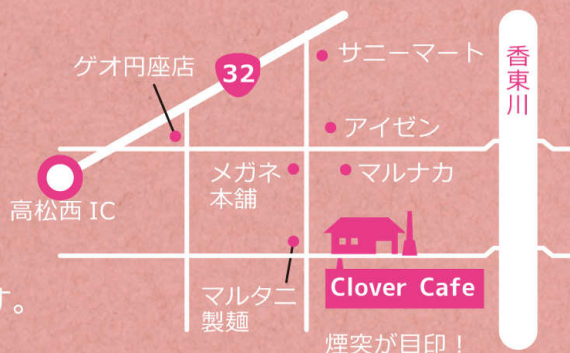 サニーマート
ゲオ円座店
32
香東川
アイゼン
メガネ
本舗
マルナカ
高松西 IC
マルタニ
製麺
Clover Cafe
す。
煙突が目印！